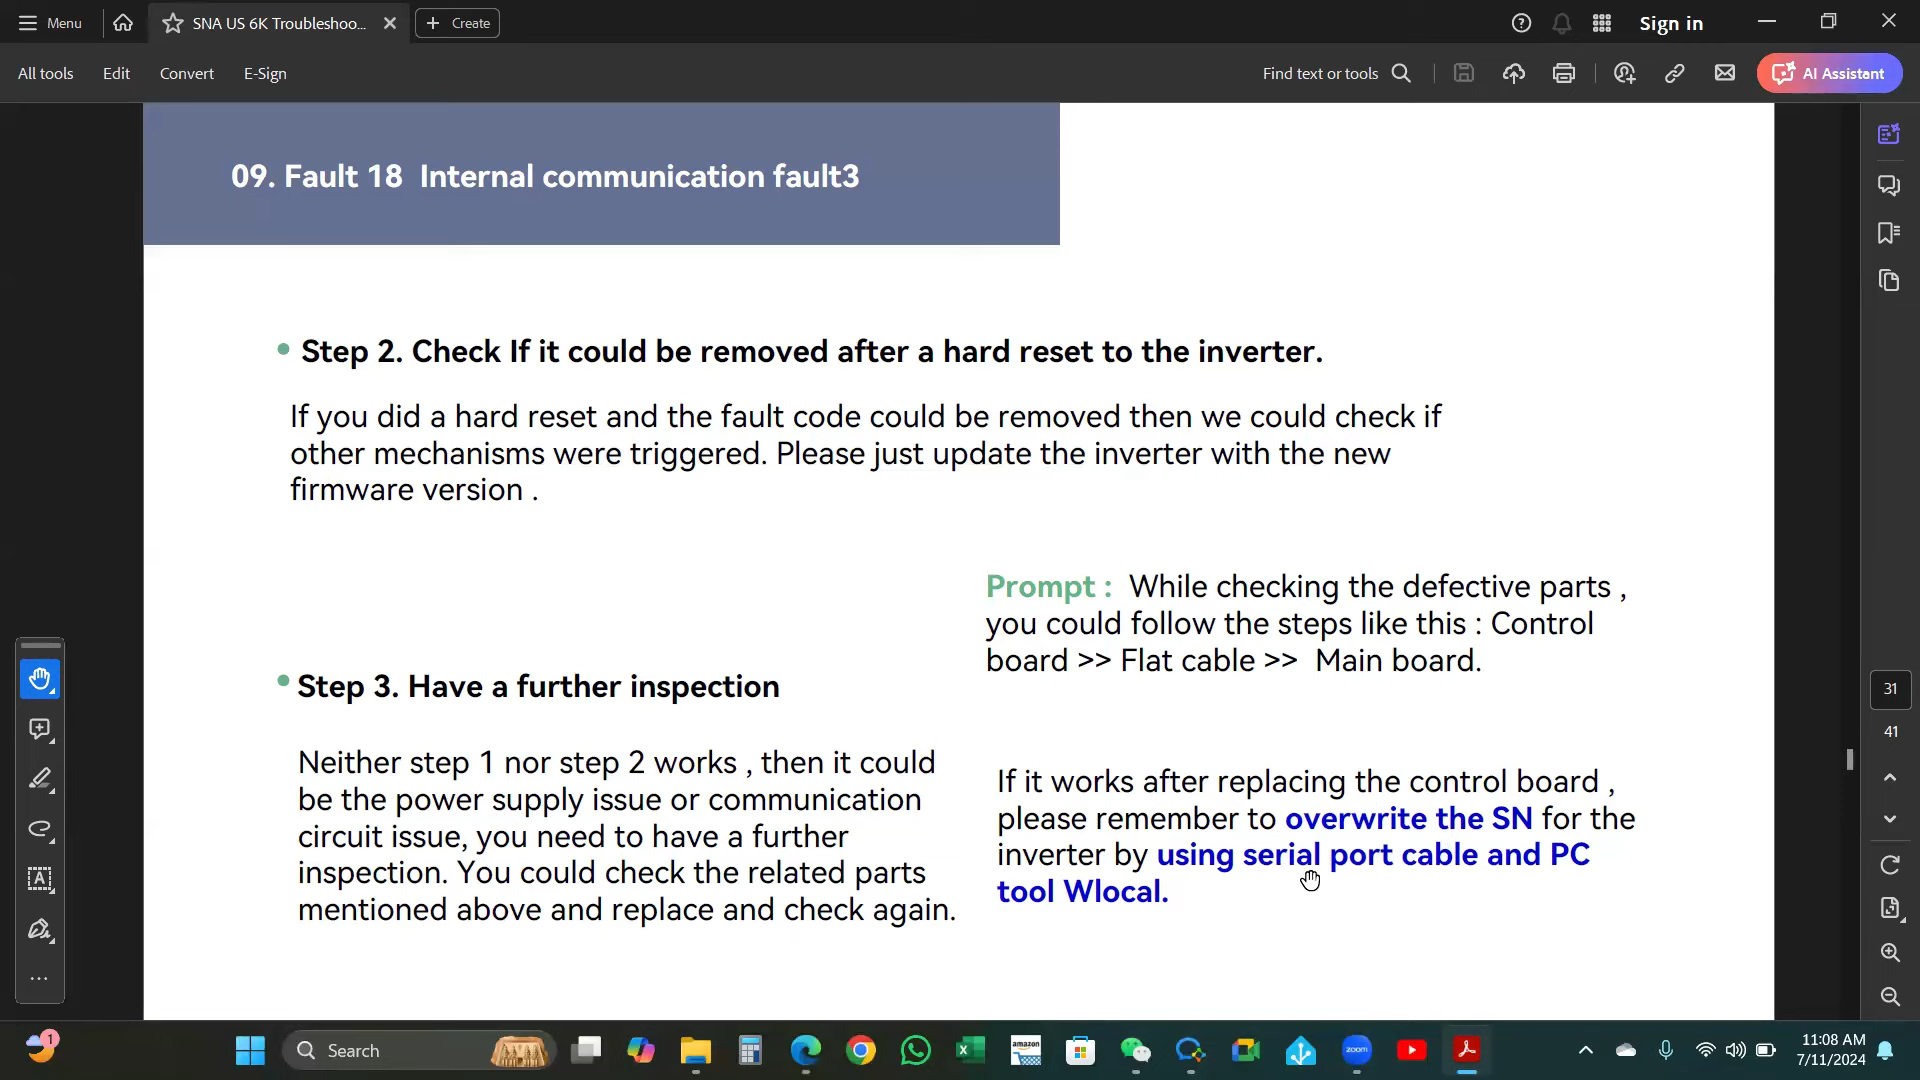 Menu
SNA US 6K Troubleshoo...
Create
Sign in
All tools
Edit
Convert
E-Sign
Find text or tools
AI Assistant
09. Fault 18 Internal communication fault3
Step 2. Check If it could be removed after a hard reset to the inverter.
If you did a hard reset and the fault code could be removed then we could check if
other mechanisms were triggered. Please just update the inverter with the new
firmware version .
Prompt : While checking the defective parts ,
you could follow the steps like this : Control
board >> Flat cable >> Main board.
Step 3. Have a further inspection
Neither step 1 nor step 2 works , then it could
be the power supply issue or communication
circuit issue, you need to have a further
inspection. You could check the related parts
mentioned above and replace and check again.
If it works after replacing the control board ,
please remember to overwrite the SN for the
inverter by using serial port cable and PC
tool Wlocal.
31
41
1
Search
amazon
zoom
11:08 AM
7/11/2024